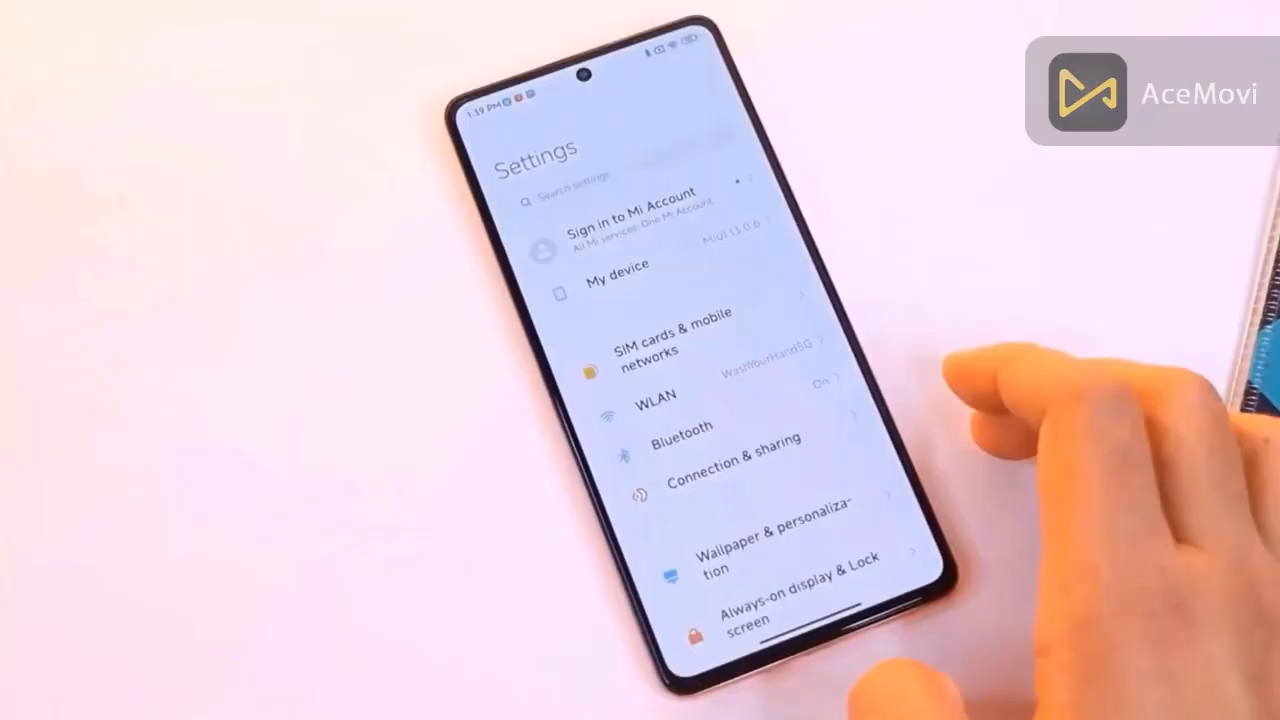 AceMovi
1:39 PM
Settings
Search settings
Sign in to Mi Account
All Mi services. One Mi Account
My device
MIUI 13.0.6
SIM cards & mobile
networks
WLAN
WashYourHand5G
Bluetooth
On
Connection & sharing
Wallpaper & personaliza-
tion
Always-on display & Lock
screen